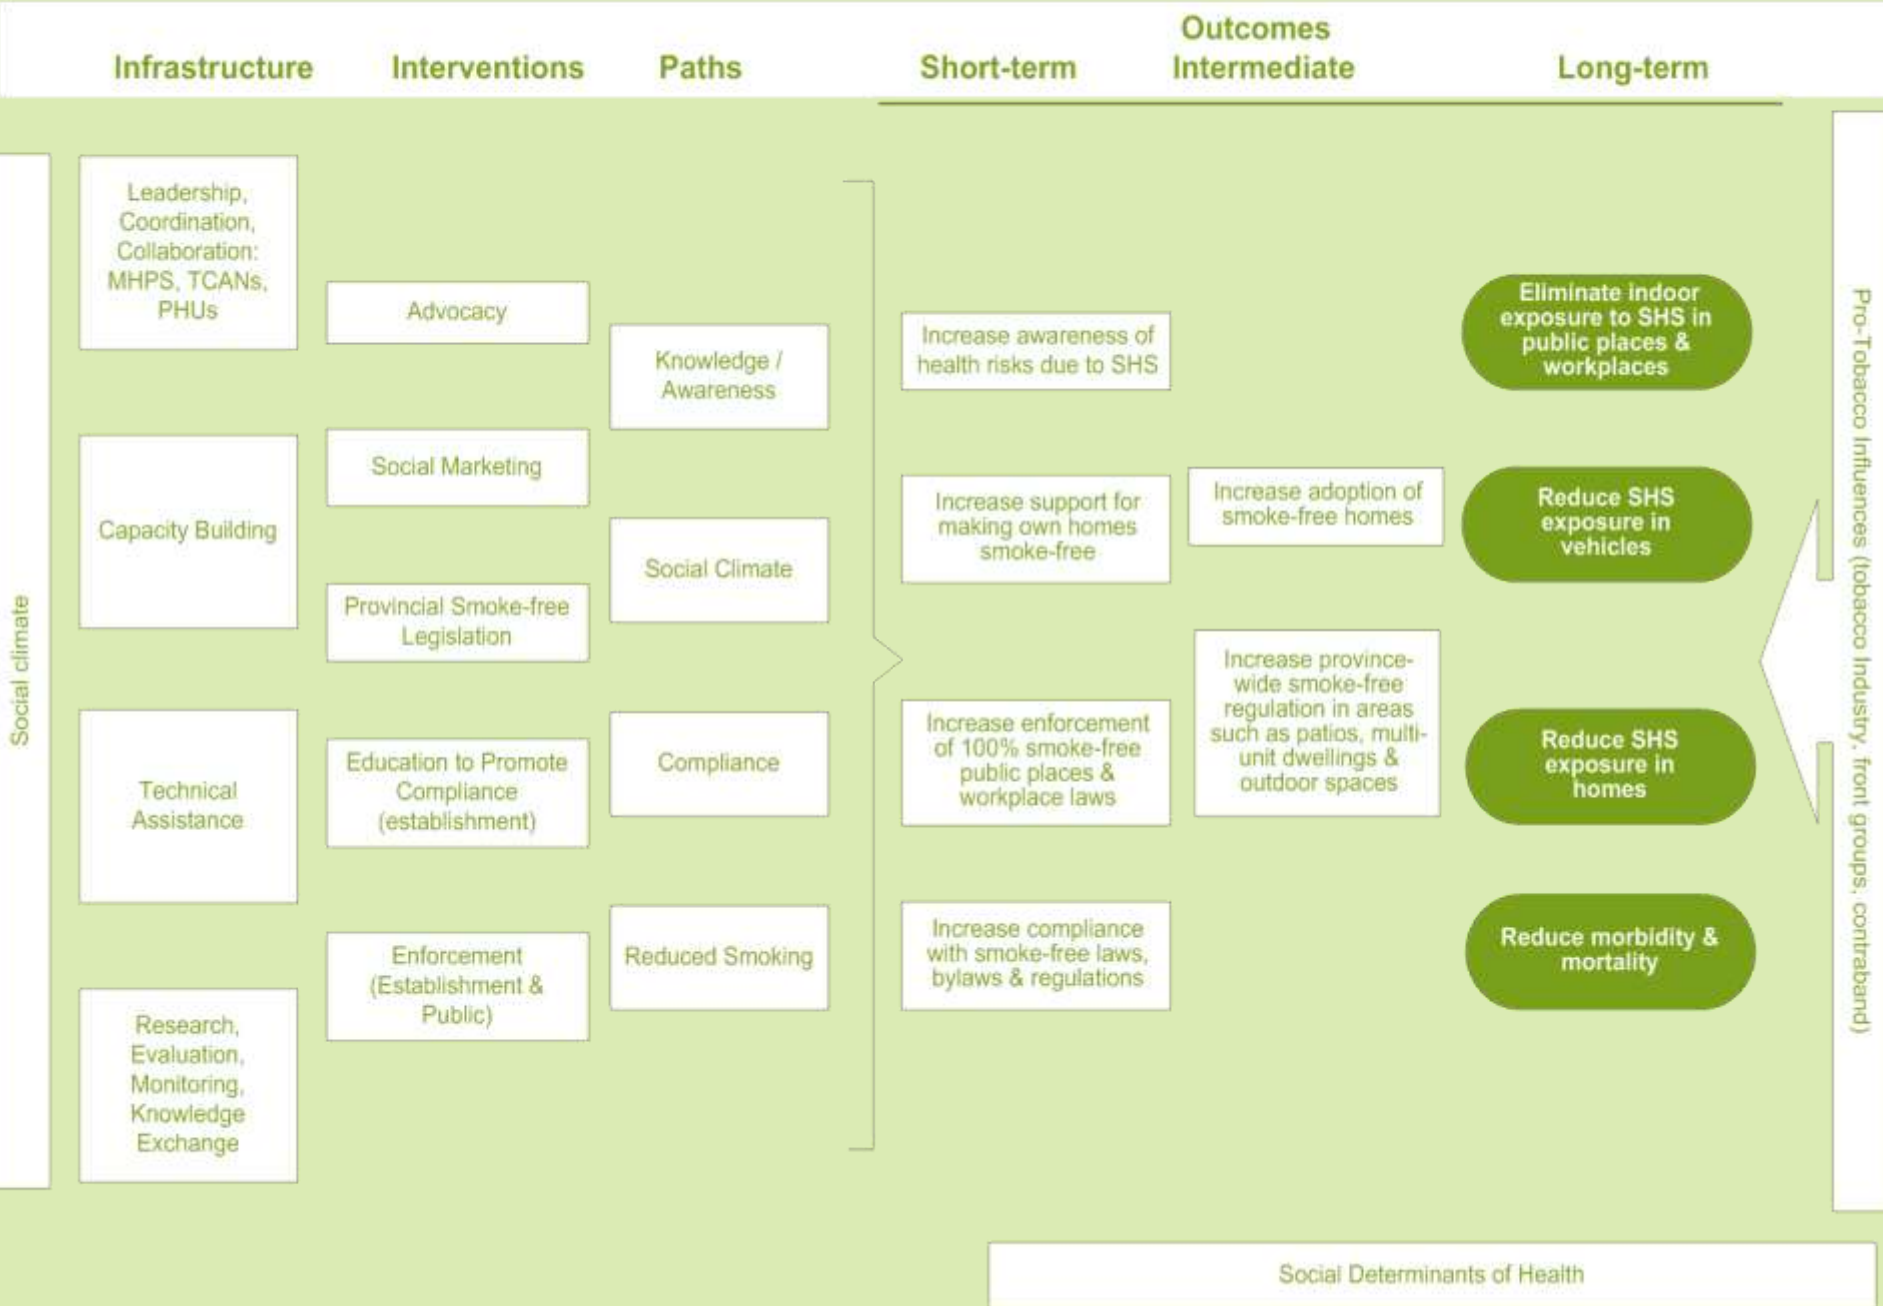 Outcomes
Infrastructure
Interventions
Paths
Short-term
Intermediate
Long-term
Social climate
Leadership,
Coordination,
Collaboration:
MHPS, TCANs,
PHUs
Capacity Building
Technical
Assistance
Research,
Evaluation,
Monitoring,
Knowledge
Exchange
Advocacy
Social Marketing
Provincial Smoke-free
Legislation
Education to Promote
Compliance
(establishment)
Enforcement
(Establishment &
Public)
Knowledge /
Awareness
Social Climate
Compliance
Reduced Smoking
Increase awareness of
health risks due to SHS
Increase support for
making own homes
smoke-free
Increase enforcement
of 100% smoke-free
public places &
workplace laws
Increase compliance
with smoke-free laws,
bylaws & regulations
Increase adoption of
smoke-free homes
Increase province-
wide smoke-free
regulation in areas
such as patios, multi-
unit dwellings &
outdoor spaces
Eliminate indoor
exposure to SHS in
public places &
workplaces
Reduce SHS
exposure in
vehicles
Reduce SHS
exposure in
homes
Reduce morbidity &
mortality
Pro-Tobacco Influences (tobacco Industry, front groups, contraband)
Social Determinants of Health